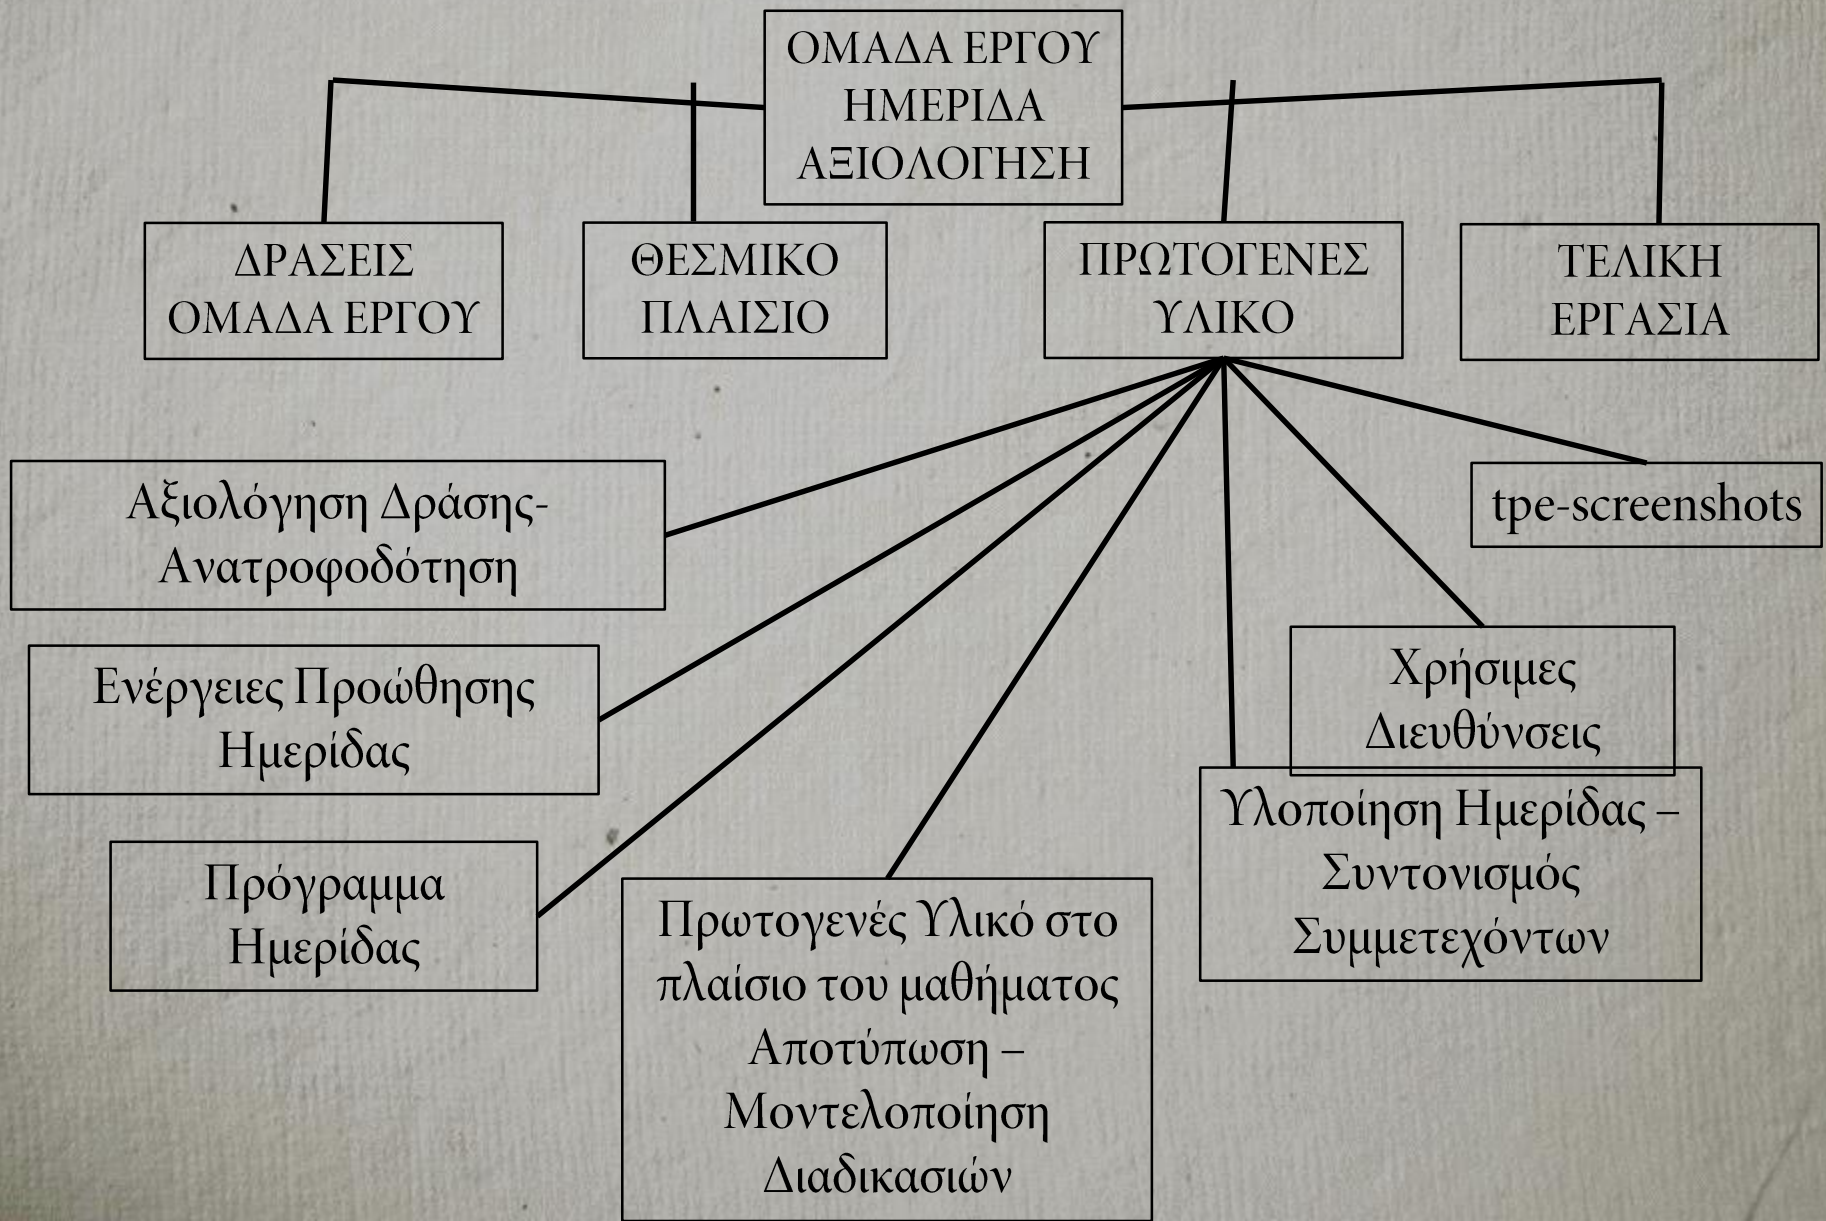 ΟΜΑΔΑ ΕΡΓΟΥ
ΗΜΕΡΙΔΑ
ΑΞΙΟΛΟΓΗΣΗ
ΔΡΑΣΕΙΣ
ΟΜΑΔΑ ΕΡΓΟΥ
ΘΕΣΜΙΚΟ
ΠΛΑΙΣΙΟ
ΠΡΩΤΟΓΕΝΕΣ
ΥΛΙΚΟ
ΤΕΛΙΚΗ
ΕΡΓΑΣΙΑ
Αξιολόγηση Δράσης-
Ανατροφοδότηση
tpe-screenshots
Ενέργειες Προώθησης
Ημερίδας
Χρήσιμες
Διευθύνσεις
Πρόγραμμα
Ημερίδας
Πρωτογενές Υλικό στο
πλαίσιο του μαθήματος
Αποτύπωση –
Μοντελοποίηση
Διαδικασιών
Υλοποίηση Ημερίδας –
Συντονισμός
Συμμετεχόντων